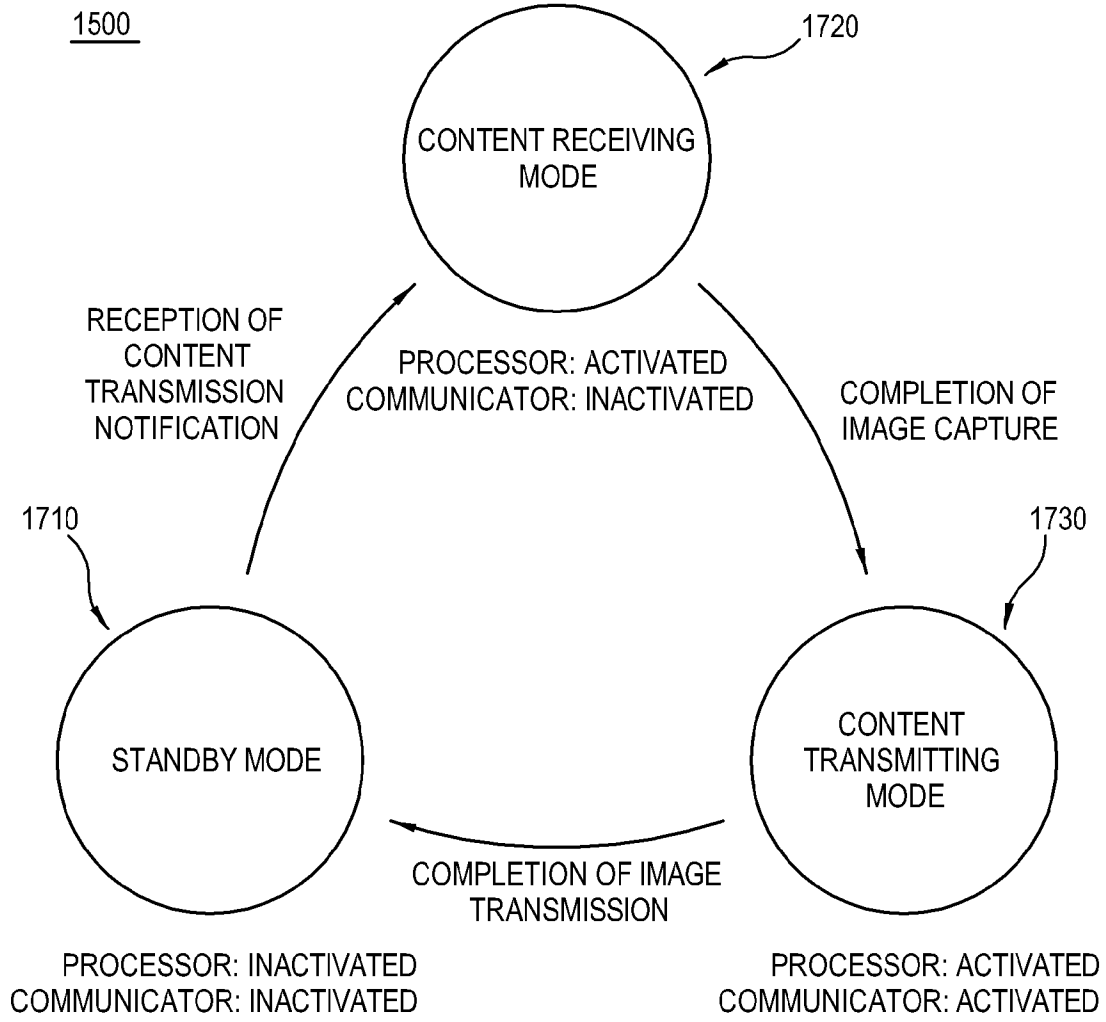 1500
1720
CONTENT RECEIVING
MODE
RECEPTION OF
CONTENT
TRANSMISSION
NOTIFICATION
PROCESSOR: ACTIVATED
COMMUNICATOR: INACTIVATED
COMPLETION OF
IMAGE CAPTURE
1710
1730
STANDBY MODE
CONTENT
TRANSMITTING
MODE
COMPLETION OF IMAGE
TRANSMISSION
PROCESSOR: INACTIVATED
COMMUNICATOR: INACTIVATED
PROCESSOR: ACTIVATED
COMMUNICATOR: ACTIVATED